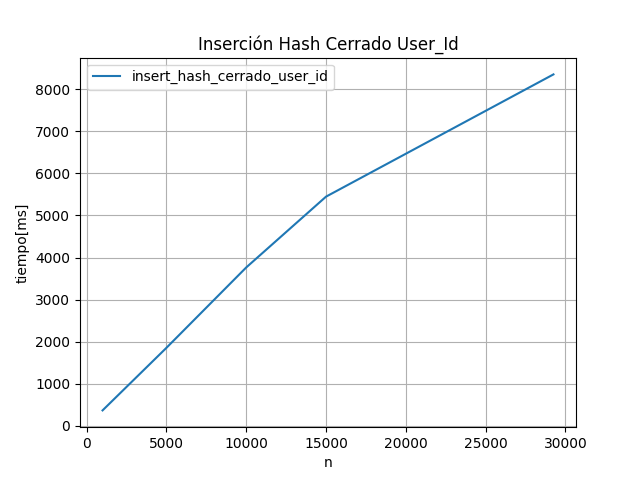 Inserción Hash Cerrado User_Id
insert_hash_cerrado_user_id
8000
7000
6000
5000
4000
3000
2000
1000
0
tiempo[ms]
0 5000 10000 15000 20000 25000 30000
n